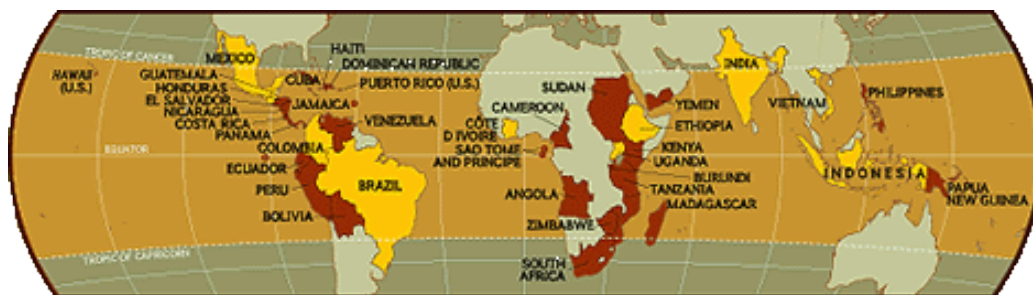 TROPIC OF CANCER
HAWAII
(U.S.)
MEXICO
GUATEMALA
HONDURAS
EL SALVADOR
NICARAGUA
COSTA RICA
PANAMA
CUBA
HAITI
DOMINICAN REPUBLIC
PUERTO RICO (U.S.)
JAMAICA
VENEZUELA
COLOMBIA
EQUATOR
ECUADOR
PERU
BRAZIL
BOLIVIA
TROPIC OF CAPRICORN
SUDAN
CAMEROON
CÔTE
D IVOIRE
SAO TOME
AND PRINCIPE
ANGOLA
ZIMBABWE
SOUTH
AFRICA
YEMEN
ETHIOPIA
KENYA
UGANDA
BURUNDI
TANZANIA
MADAGASCAR
INDIA
VIETNAM
PHILIPPINES
INDONESIA
PAPUA
NEW GUINEA